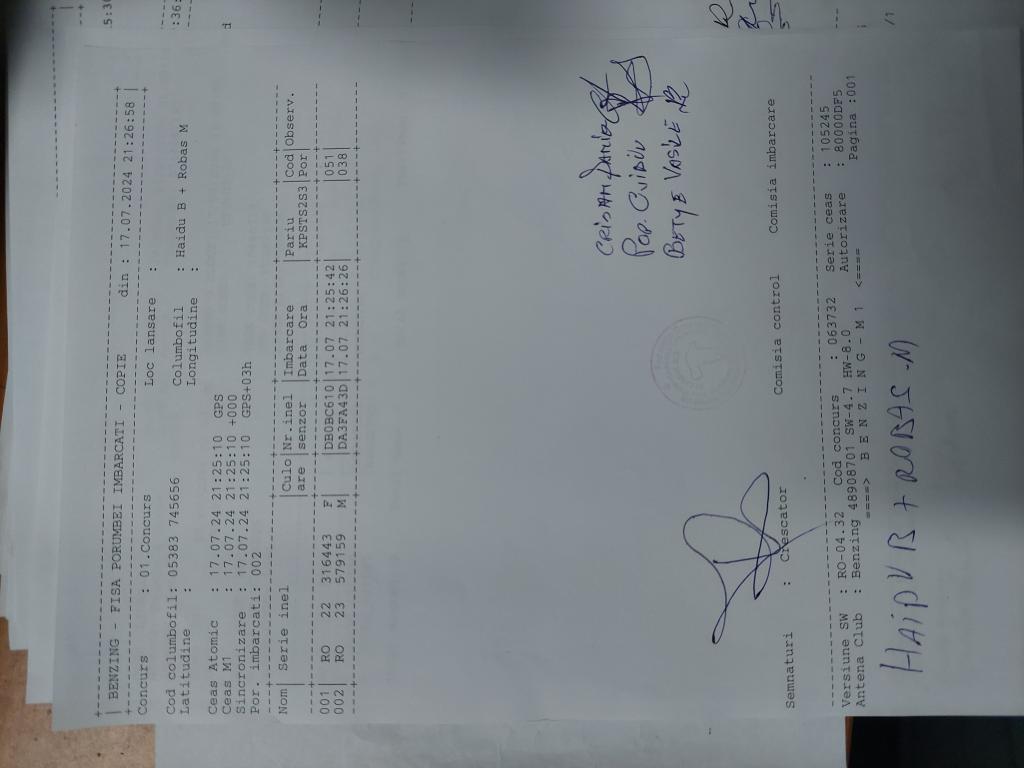 | BENZING - FISA PORUMBEI IMBARCATI - COPIE din : 17.07.2024 21:26:58 |
Concurs : 01.Concurs Loc lansare :
Cod columbofil: 05383 745656 Columbofil : Haidu B + Robas M
Latitudine : Longitudine :
Ceas Atomic : 17.07.24 21:25:10 GPS
Ceas M1 : 17.07.24 21:25:10 +000
Sincronizare : 17.07.24 21:25:10 GPS+03h
Por. imbarcati: 002
Nom| Serie inel |Culo|Nr.inel |Imbarcare |Pariu |Cod|Observ.
|are |senzor |Data Ora | KPSTS2S3|Por|
001| RO 22 316443 F| |DB0BC610|17.07 21:25:42| |051|
002| RO 23 579159 M| |DA3FA43D|17.07 21:26:26| |038|
CRISAN
POP. OVIDIU
BETYE VASILE
Semnaturi : Crescator Comisia control Comisia imbarcare
Versiune SW : RO-04.32 Cod concurs : 063732 Serie ceas : 105245
Antena Club : Benzing 48908701 SW-4.7 HW-8.0 Autorizare : 80000DF5
====> B E N Z I N G - M 1 <==== Pagina :001
HAIDU B + ROBAS M